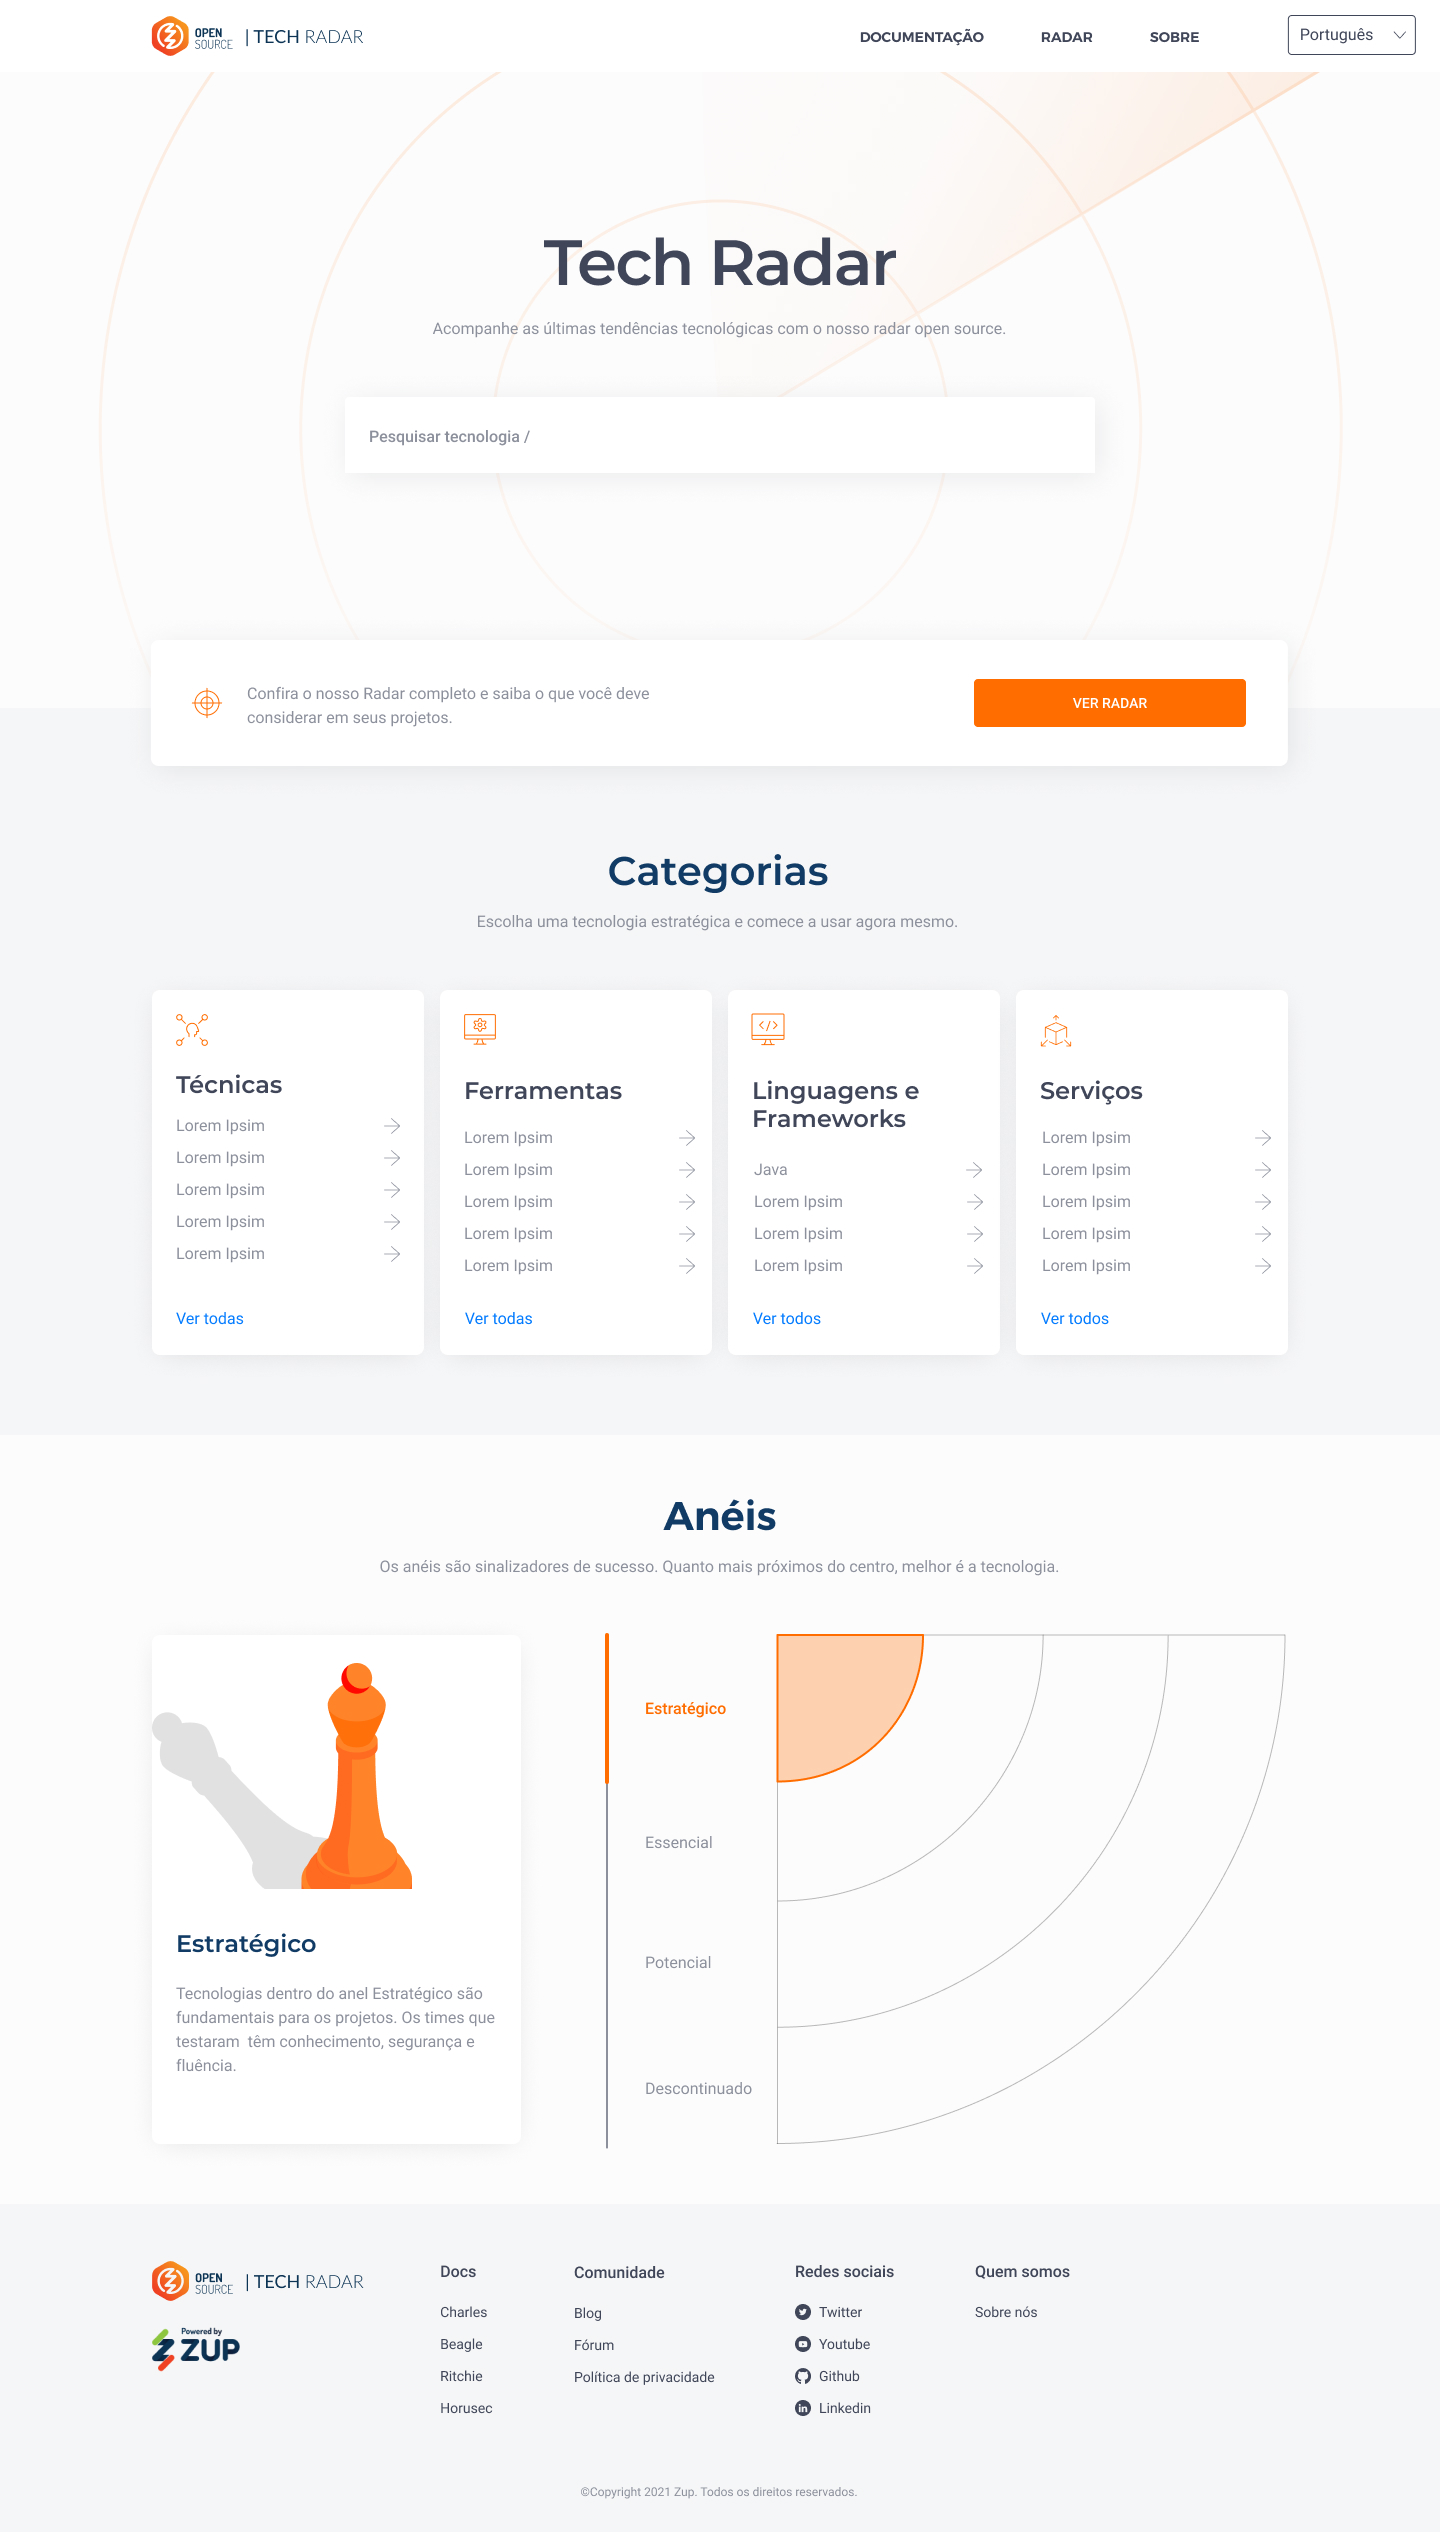 OPEN
SOURCE
| TECH RADAR
DOCUMENTAÇÃO
RADAR
SOBRE
Português
Tech Radar
Acompanhe as últimas tendências tecnológicas com o nosso radar open source.
Pesquisar tecnologia /
Confira o nosso Radar completo e saiba o que você deve
considerar em seus projetos.
VER RADAR
Categorias
Escolha uma tecnologia estratégica e comece a usar agora mesmo.
Técnicas
Lorem Ipsim
Lorem Ipsim
Lorem Ipsim
Lorem Ipsim
Lorem Ipsim
Ver todas
Ferramentas
Lorem Ipsim
Lorem Ipsim
Lorem Ipsim
Lorem Ipsim
Lorem Ipsim
Ver todas
Linguagens e
Frameworks
Java
Lorem Ipsim
Lorem Ipsim
Lorem Ipsim
Ver todos
Serviços
Lorem Ipsim
Lorem Ipsim
Lorem Ipsim
Lorem Ipsim
Lorem Ipsim
Ver todos
Anéis
Os anéis são sinalizadores de sucesso. Quanto mais próximos do centro, melhor é a tecnologia.
Estratégico
Tecnologias dentro do anel Estratégico são
fundamentais para os projetos. Os times que
testaram  têm conhecimento, segurança e
fluência.
Estratégico
Essencial
Potencial
Descontinuado
OPEN
SOURCE
| TECH RADAR
Powered by
ZUP
Docs
Charles
Beagle
Ritchie
Horusec
Comunidade
Blog
Fórum
Política de privacidade
Redes sociais
Twitter
Youtube
Github
Linkedin
Quem somos
Sobre nós
©Copyright 2021 Zup. Todos os direitos reservados.